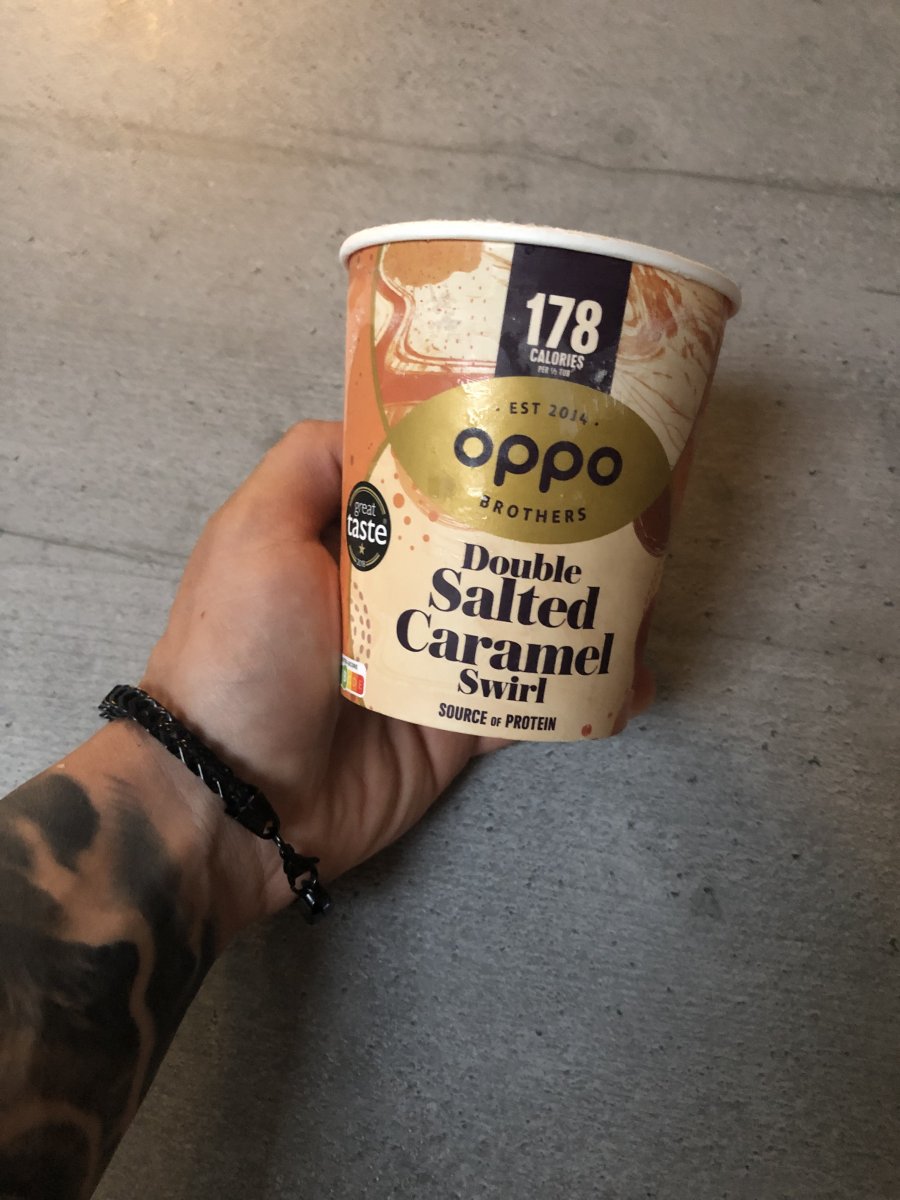 178
CALORIES
PER ½ TUB
· EST 2014 ·
oppo
BROTHERS
great
taste
Double
Salted
Caramel
Swirl
SOURCE OF PROTEIN